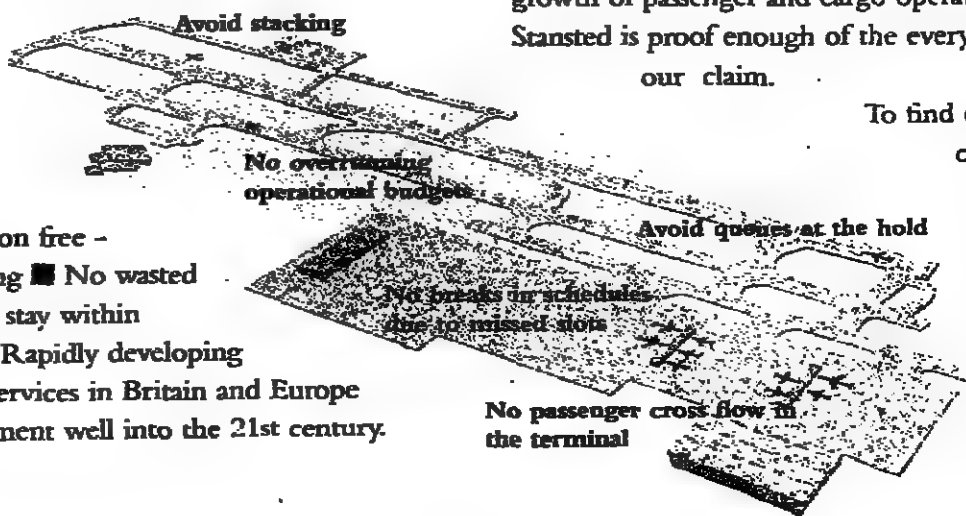 growth of passenger and cargo opera
Stansted is proof enough of the every
our claim.
To find
Avoid stacking
No overrunning
operational budgets
Avoid queues at the hold
No breaks in schedules
due to missed slots
No passenger cross flow in
the terminal
on free -
ng ■ No wasted
stay within
Rapidly developing
ervices in Britain and Europe
ment well into the 21st century.